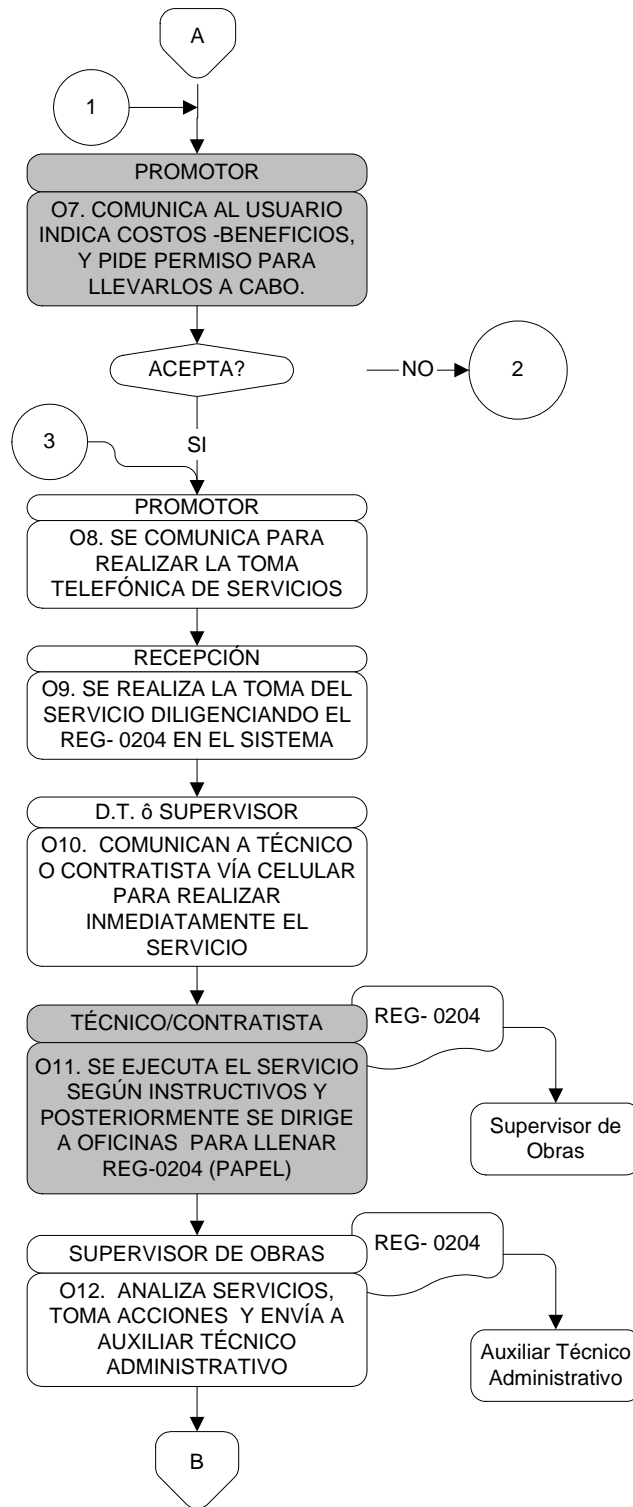 A
1
PROMOTOR
O7. COMUNICA AL USUARIO
INDICA COSTOS -BENEFICIOS,
Y PIDE PERMISO PARA
LLEVARLOS A CABO.
ACEPTA?
NO
2
SI
3
PROMOTOR
O8. SE COMUNICA PARA
REALIZAR LA TOMA
TELEFÓNICA DE SERVICIOS
RECEPCIÓN
O9. SE REALIZA LA TOMA DEL
SERVICIO DILIGENCIANDO EL
REG- 0204 EN EL SISTEMA
D.T. ô SUPERVISOR
O10. COMUNICAN A TÉCNICO
O CONTRATISTA VÍA CELULAR
PARA REALIZAR
INMEDIATAMENTE EL
SERVICIO
TÉCNICO/CONTRATISTA
REG- 0204
O11. SE EJECUTA EL SERVICIO
SEGÚN INSTRUCTIVOS Y
POSTERIORMENTE SE DIRIGE
A OFICINAS PARA LLENAR
REG-0204 (PAPEL)
Supervisor de
Obras
SUPERVISOR DE OBRAS
REG- 0204
O12. ANALIZA SERVICIOS,
TOMA ACCIONES Y ENVÍA A
AUXILIAR TÉCNICO
ADMINISTRATIVO
Auxiliar Técnico
Administrativo
B